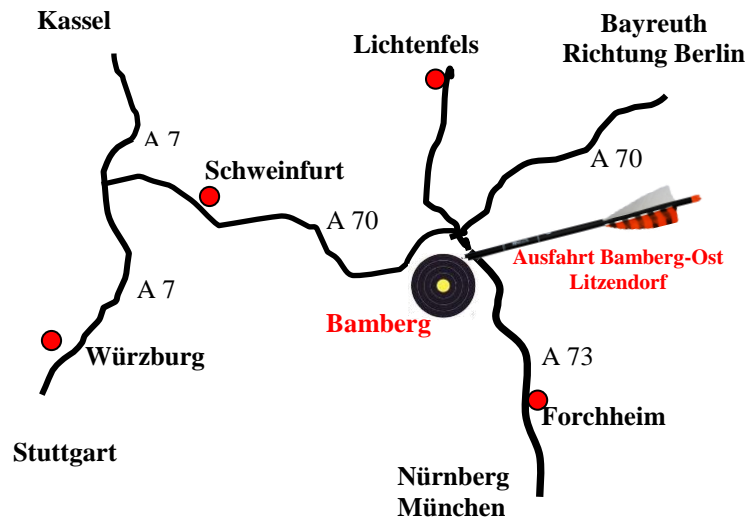 Kassel
Lichtenfels
Bayreuth
Richtung Berlin
A 7
Schweinfurt
A 70
A 70
Ausfahrt Bamberg-Ost
Litzendorf
A 7
Bamberg
Würzburg
A 73
Forchheim
Stuttgart
Nürnberg
München